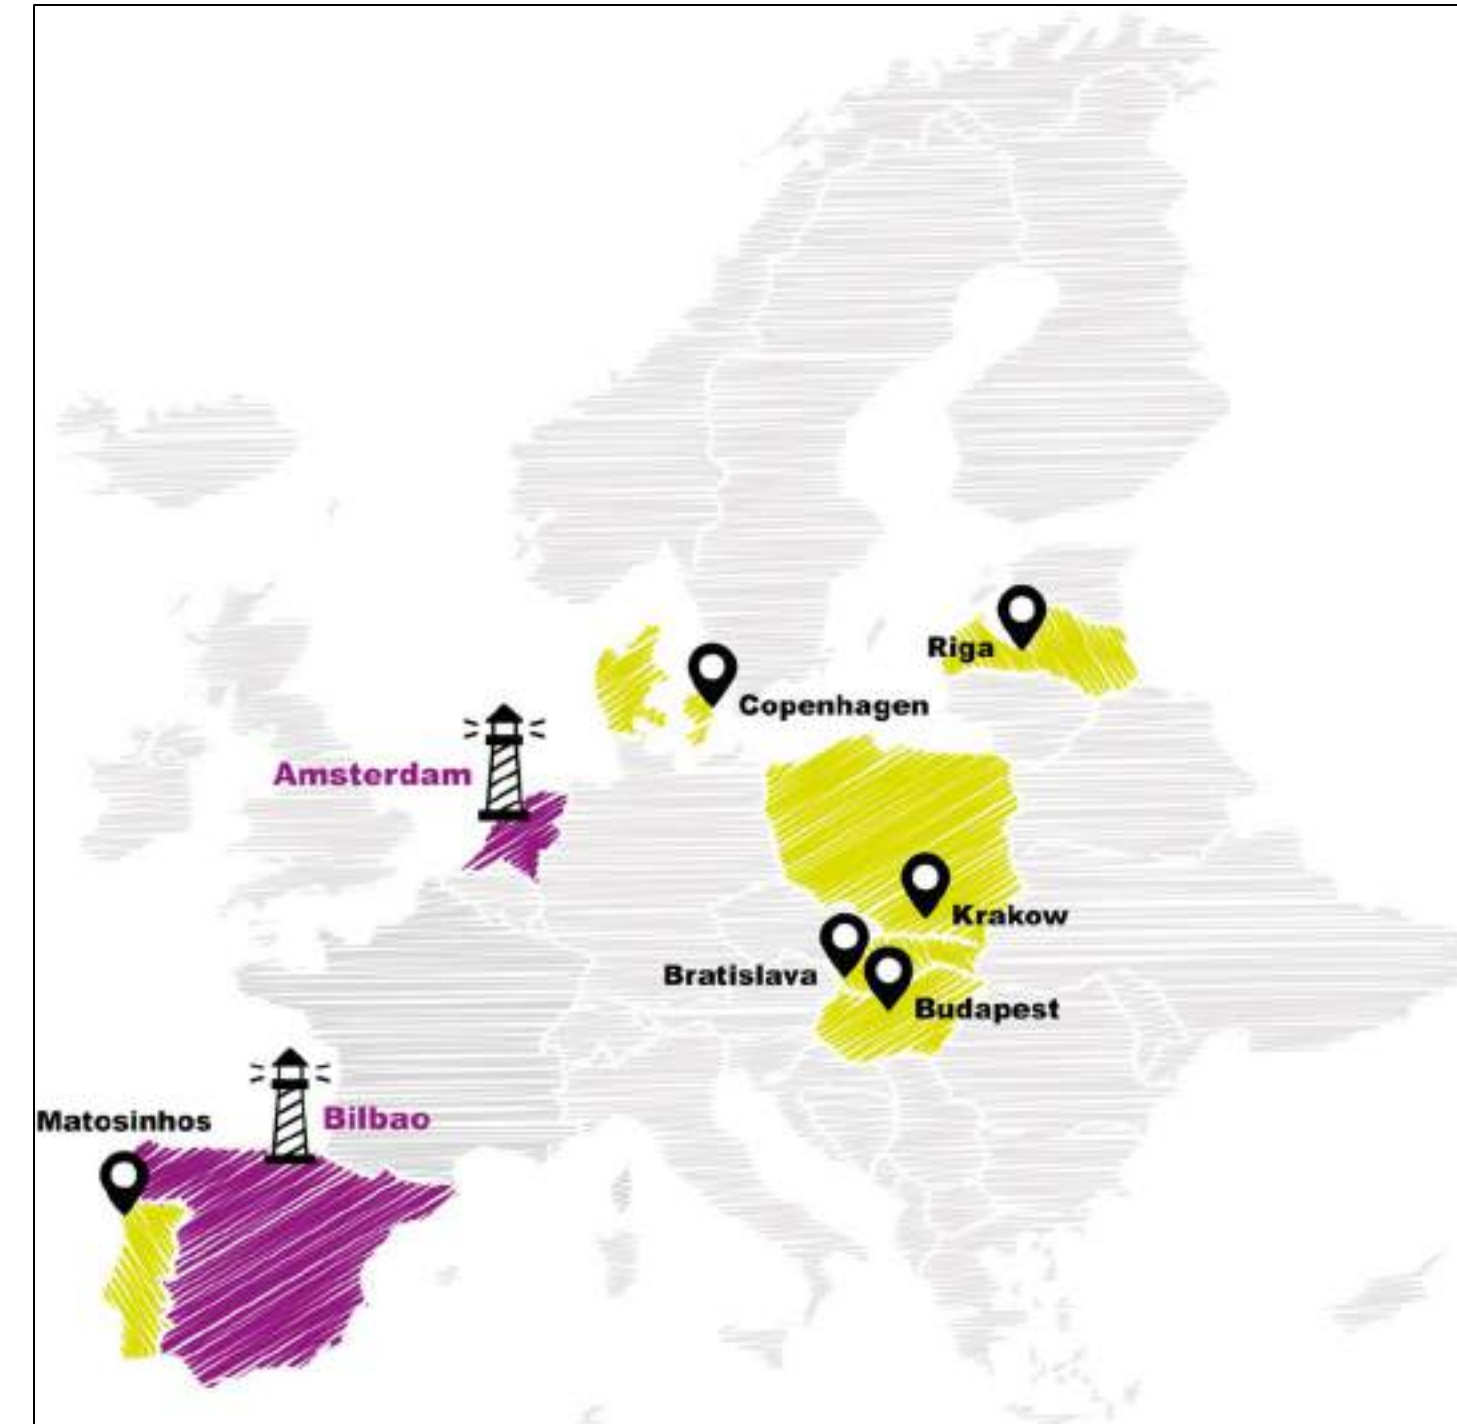 Riga
Copenhagen
Amsterdam
Krakow
Bratislava
Budapest
Matosinhos
Bilbao